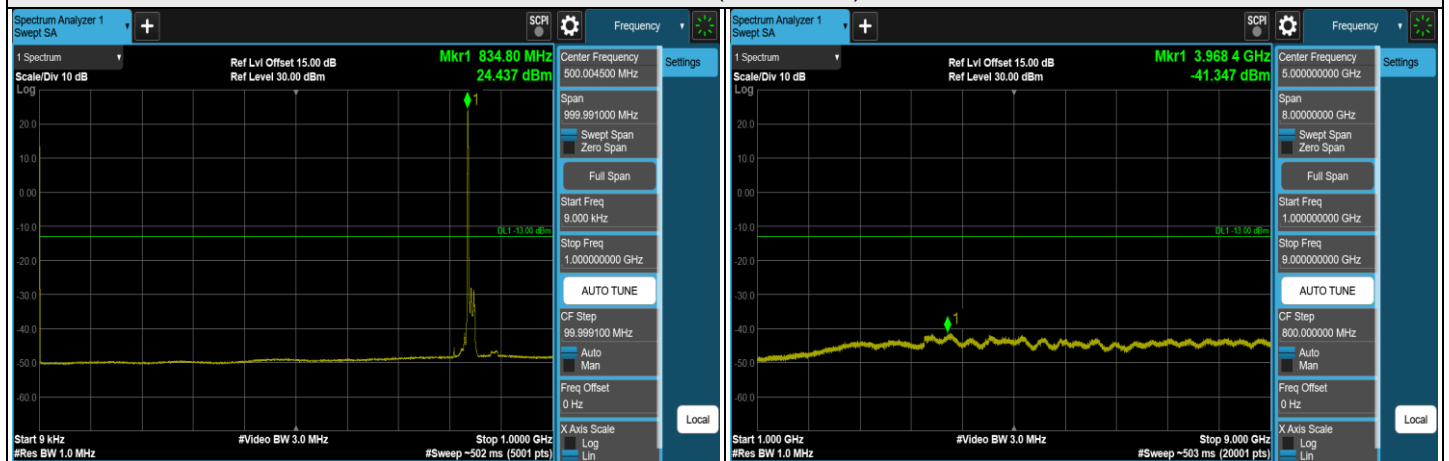 Spectrum Analyzer 1
Swept SA
+
SCPI
Frequency
1 Spectrum
Scale/Div 10 dB
Log
Ref Lvl Offset 15.00 dB
Ref Level 30.00 dBm
Mkr1 834.80 MHz
24.437 dBm
1
20.0
10.0
0.00
-10.0
-20.0
-30.0
-40.0
-50.0
-60.0
DL1 -13.00 dBm
Start 9 kHz
#Res BW 1.0 MHz
#Video BW 3.0 MHz
Stop 1.0000 GHz
#Sweep ~502 ms (5001 pts)
Center Frequency
500.004500 MHz
Settings
Span
999.991000 MHz
Swept Span
Zero Span
Full Span
Start Freq
9.000 kHz
Stop Freq
1.000000000 GHz
AUTO TUNE
CF Step
99.999100 MHz
Auto
Man
Freq Offset
0 Hz
X Axis Scale
Log
Lin
Local
Spectrum Analyzer 1
Swept SA
+
SCPI
Frequency
1 Spectrum
Scale/Div 10 dB
Log
Ref Lvl Offset 15.00 dB
Ref Level 30.00 dBm
Mkr1 3.968 4 GHz
-41.347 dBm
1
20.0
10.0
0.00
-10.0
-20.0
-30.0
-40.0
-50.0
-60.0
DL1 -13.00 dBm
Start 1.000 GHz
#Res BW 1.0 MHz
#Video BW 3.0 MHz
Stop 9.000 GHz
#Sweep ~503 ms (20001 pts)
Center Frequency
5.000000000 GHz
Settings
Span
8.00000000 GHz
Swept Span
Zero Span
Full Span
Start Freq
1.000000000 GHz
Stop Freq
9.000000000 GHz
AUTO TUNE
CF Step
800.000000 MHz
Auto
Man
Freq Offset
0 Hz
X Axis Scale
Log
Lin
Local